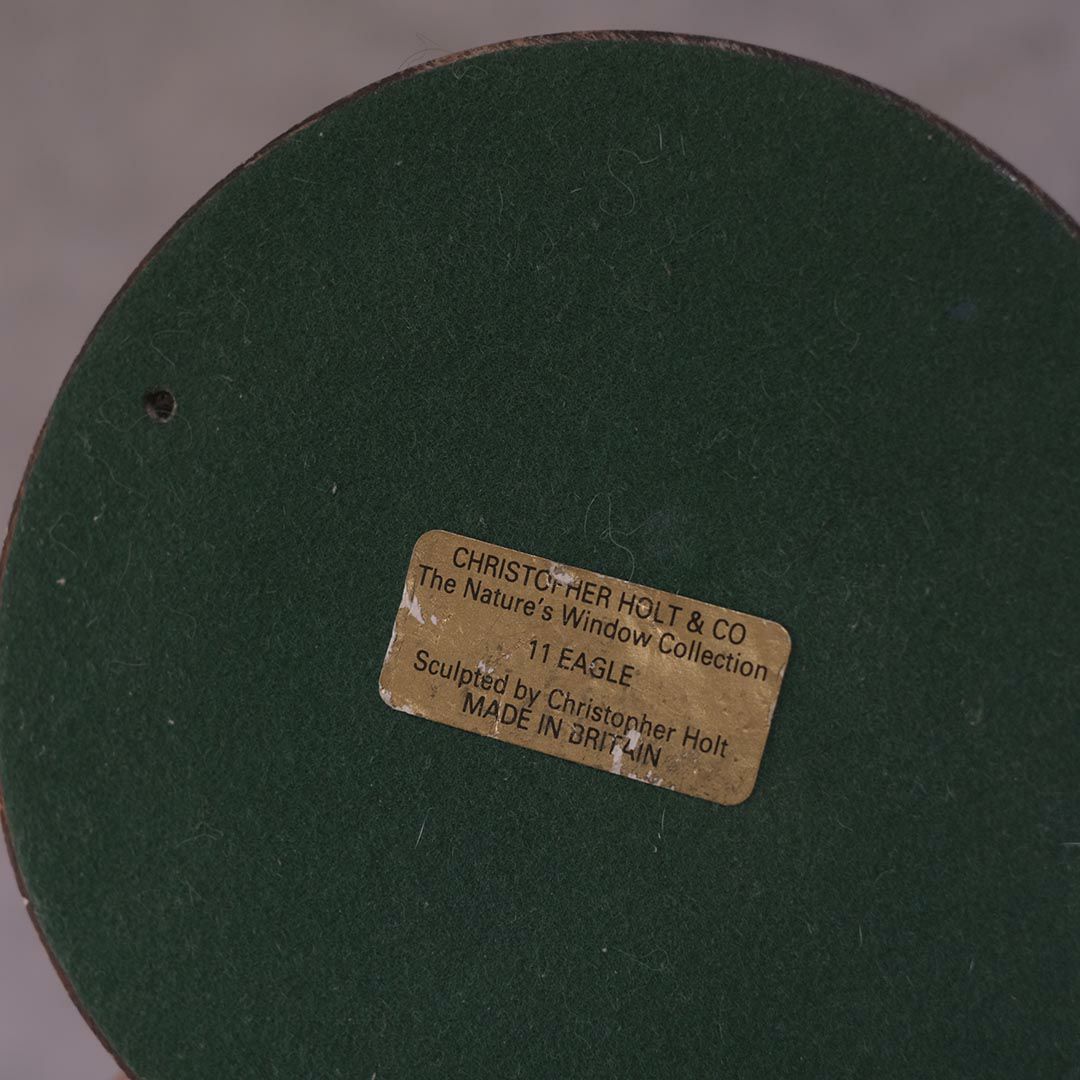 CHRISTOPHER HOLT & CO
The Nature's Window Collection
11 EAGLE
Sculpted by Christopher Holt
MADE IN BRITAIN